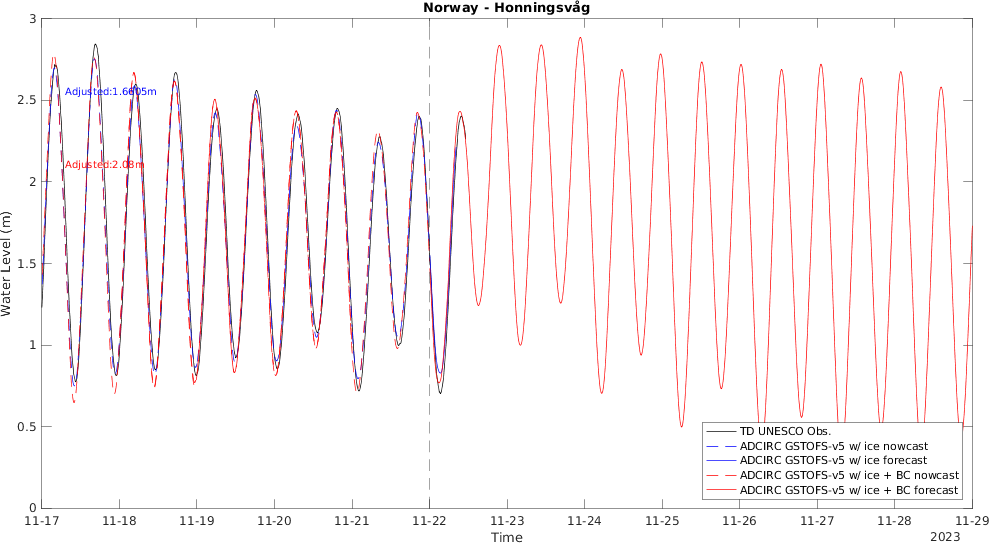 Norway - Honningsvåg
3
2.5
2
1.5
1
0.5
0
Water Level (m)
Adjusted:1.6605m
Adjusted:2.08m
TD UNESCO Obs.
ADCIRC GSTOFS-v5 w/ ice nowcast
ADCIRC GSTOFS-v5 w/ ice forecast
ADCIRC GSTOFS-v5 w/ ice + BC nowcast
ADCIRC GSTOFS-v5 w/ ice + BC forecast
11-17 11-18 11-19 11-20 11-21 11-22 11-23 11-24 11-25 11-26 11-27 11-28 11-29
Time
2023